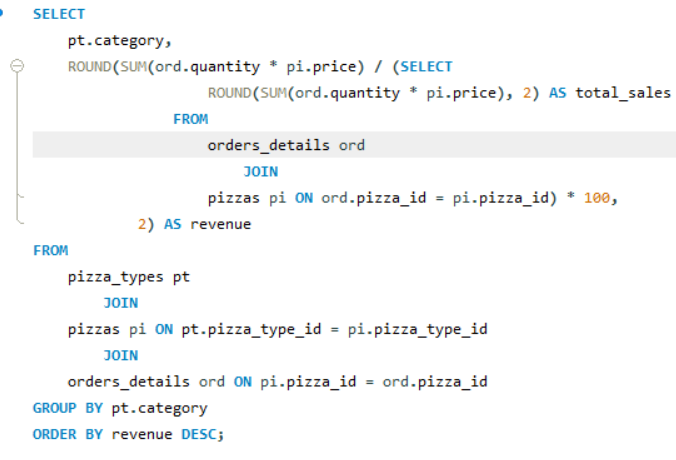 SELECT
pt.category,
ROUND(SUM(ord.quantity * pi.price) / (SELECT
ROUND(SUM(ord.quantity * pi.price), 2) AS total_sales
FROM
orders_details ord
JOIN
pizzas pi ON ord.pizza_id = pi.pizza_id) * 100,
2) AS revenue
FROM
pizza_types pt
JOIN
pizzas pi ON pt.pizza_type_id = pi.pizza_type_id
JOIN
orders_details ord ON pi.pizza_id = ord.pizza_id
GROUP BY pt.category
ORDER BY revenue DESC;